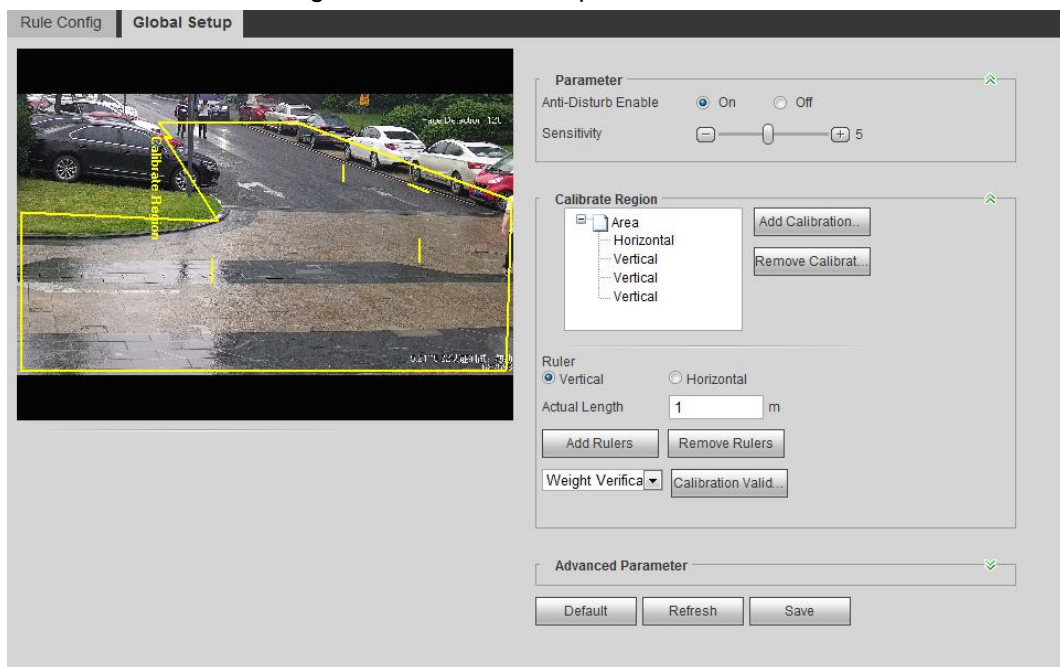 Rule Config Global Setup
Calibrate Region
Parameter
Anti-Disturb Enable On Off
Sensitivity 5
Calibrate Region
Area
Horizontal
Vertical
Vertical
Vertical
Add Calibration..
Remove Calibrat...
Ruler
Vertical Horizontal
Actual Length 1 m
Add Rulers Remove Rulers
Weight Verifica Calibration Valid...
Advanced Parameter
Default Refresh Save